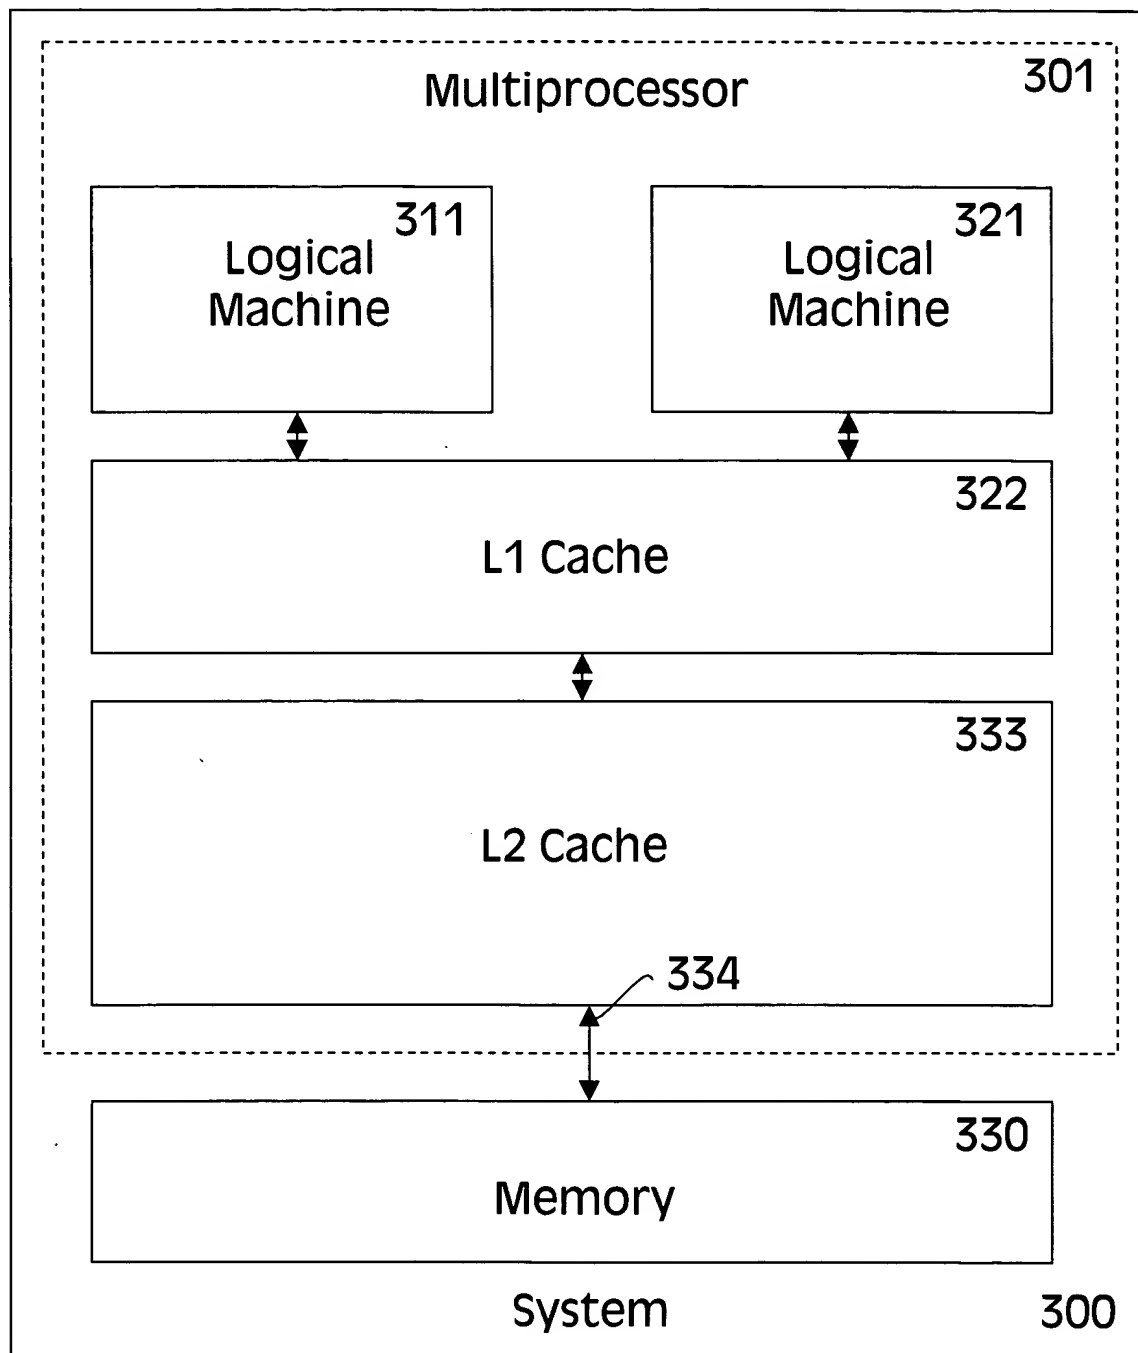 Multiprocessor 301
311 321
Logical Logical
Machine Machine
322
L1 Cache
333
L2 Cache
334
330
Memory
System 300